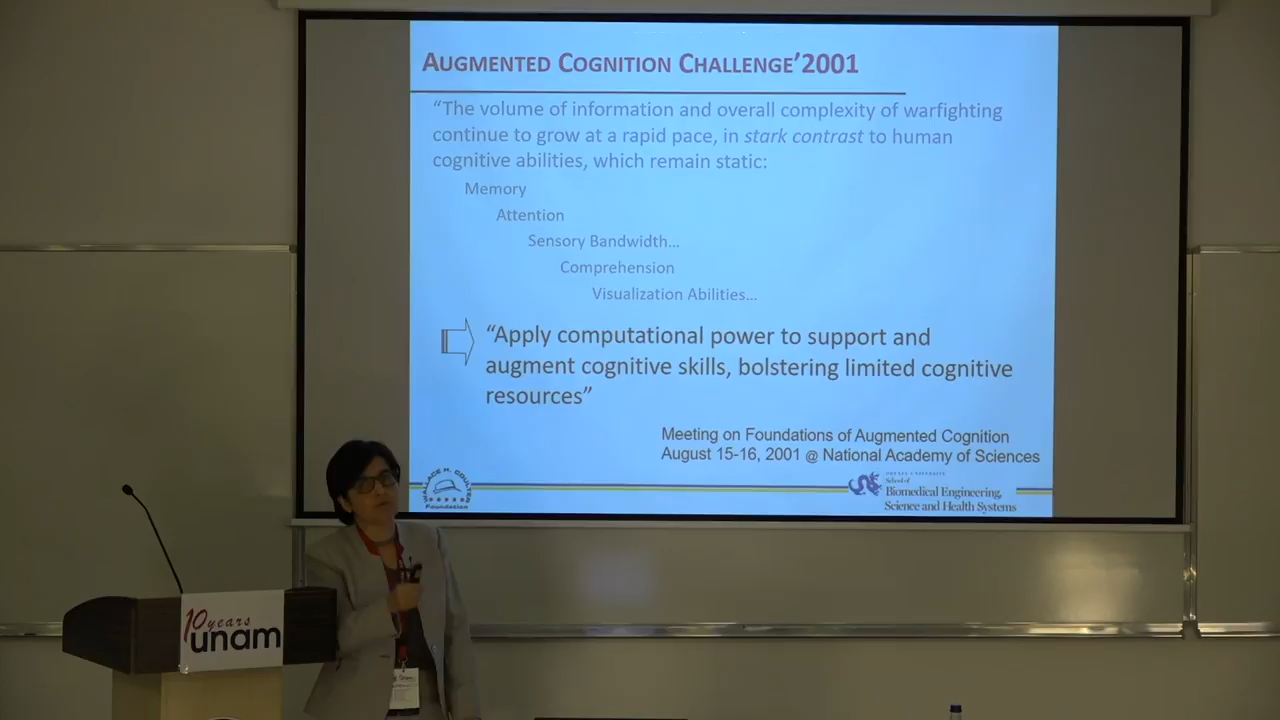 AUGMENTED COGNITION CHALLENGE'2001
“The volume of information and overall complexity of warfighting
continue to grow at a rapid pace, in stark contrast to human
cognitive abilities, which remain static:
Memory
Attention
Sensory Bandwidth…
Comprehension
Visualization Abilities…
“Apply computational power to support and
augment cognitive skills, bolstering limited cognitive
resources”
Meeting on Foundations of Augmented Cognition
August 15-16, 2001 @ National Academy of Sciences
WALLACE H. COULTER
Foundation
DREXEL UNIVERSITY
School of
Biomedical Engineering,
Science and Health Systems
10 years
unam